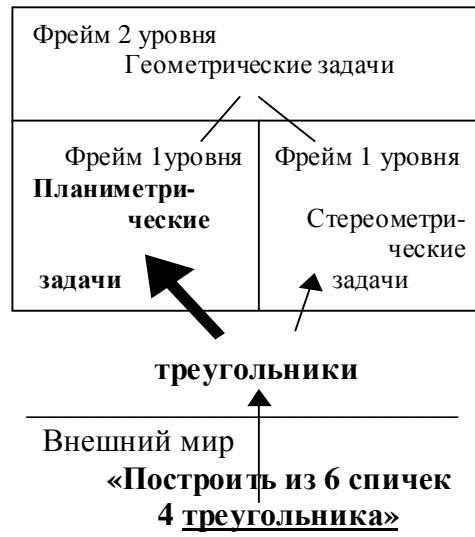 Фрейм 2 уровня
Геометрические задачи
Фрейм 1уровня
Планиметри-
ческие
задачи
Фрейм 1 уровня
Стереометри-
ческие
задачи
треугольники
Внешний мир
«Построить из 6 спичек
4 треугольника»